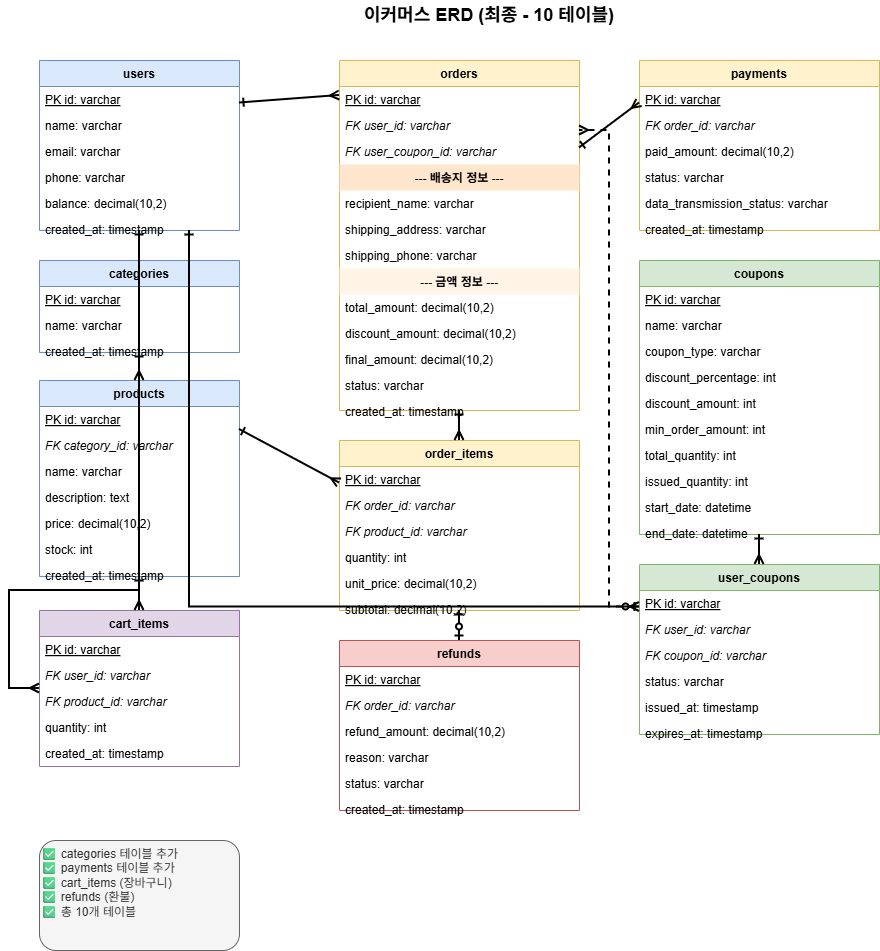 이커머스 ERD (최종 - 10 테이블)
users
PK id: varchar
name: varchar
email: varchar
phone: varchar
balance: decimal(10,2)
created_at: timestamp
categories
PK id: varchar
name: varchar
created_at: timestamp
products
PK id: varchar
FK category_id: varchar
name: varchar
description: text
price: decimal(10,2)
stock: int
created_at: timestamp
cart_items
PK id: varchar
FK user_id: varchar
FK product_id: varchar
quantity: int
created_at: timestamp
orders
PK id: varchar
FK user_id: varchar
FK user_coupon_id: varchar
--- 배송지 정보 ---
recipient_name: varchar
shipping_address: varchar
shipping_phone: varchar
--- 금액 정보 ---
total_amount: decimal(10,2)
discount_amount: decimal(10,2)
final_amount: decimal(10,2)
status: varchar
created_at: timestamp
order_items
PK id: varchar
FK order_id: varchar
FK product_id: varchar
quantity: int
unit_price: decimal(10,2)
subtotal: decimal(10,2)
refunds
PK id: varchar
FK order_id: varchar
refund_amount: decimal(10,2)
reason: varchar
status: varchar
created_at: timestamp
payments
PK id: varchar
FK order_id: varchar
paid_amount: decimal(10,2)
status: varchar
data_transmission_status: varchar
created_at: timestamp
coupons
PK id: varchar
name: varchar
coupon_type: varchar
discount_percentage: int
discount_amount: int
min_order_amount: int
total_quantity: int
issued_quantity: int
start_date: datetime
end_date: datetime
user_coupons
PK id: varchar
FK user_id: varchar
FK coupon_id: varchar
status: varchar
issued_at: timestamp
expires_at: timestamp
✅ categories 테이블 추가
✅ payments 테이블 추가
✅ cart_items (장바구니)
✅ refunds (환불)
✅ 총 10개 테이블